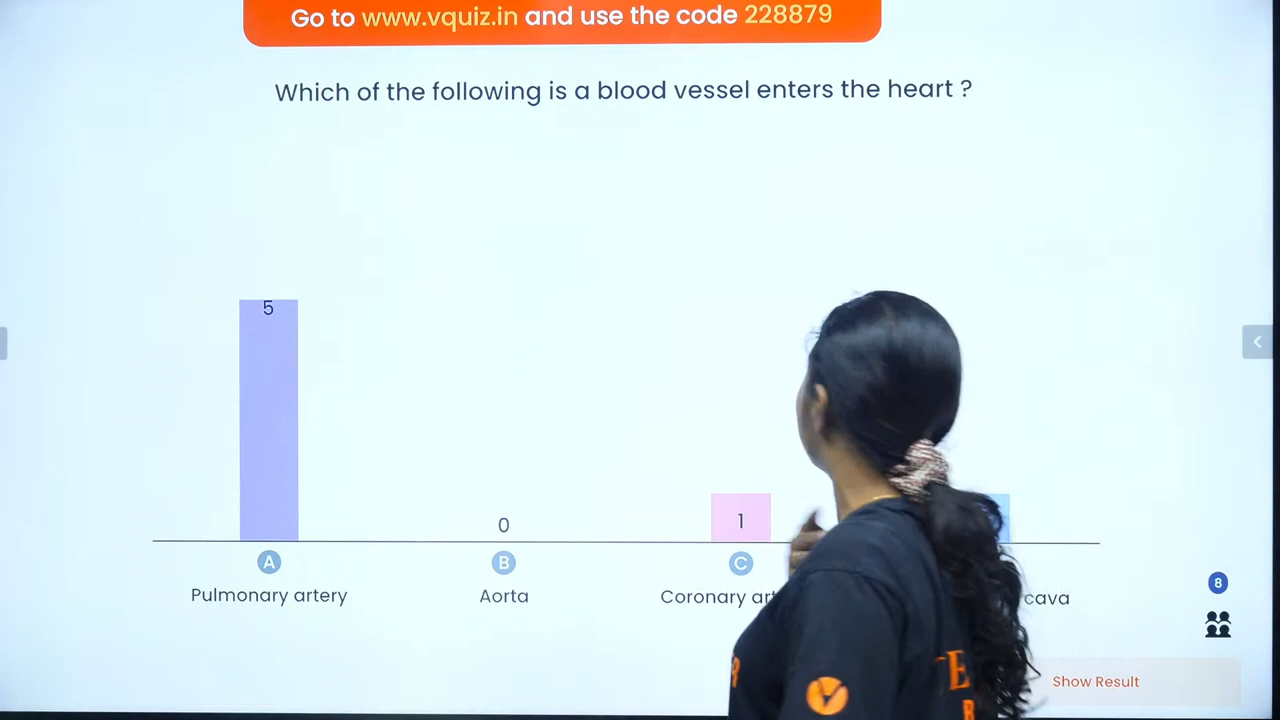 Go to www.vquiz.in and use the code 228879
Which of the following is a blood vessel enters the heart ?
5
0
1
A
B
C
Pulmonary artery
Aorta
Coronary
cava
8
Show Result